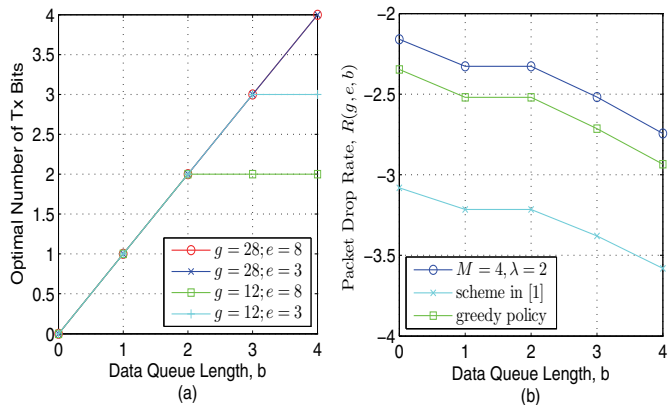 4
3.5
3
2.5
2
1.5
1
0.5
0
Optimal Number of Tx Bits
g = 28; e = 8
g = 28; e = 3
g = 12; e = 8
g = 12; e = 3
0 1 2 3 4
Data Queue Length, b
(a)
-2
-2.5
-3
-3.5
-4
Packet Drop Rate, R(g, e, b)
M = 4, λ = 2
scheme in [1]
greedy policy
0 1 2 3 4
Data Queue Length, b
(b)